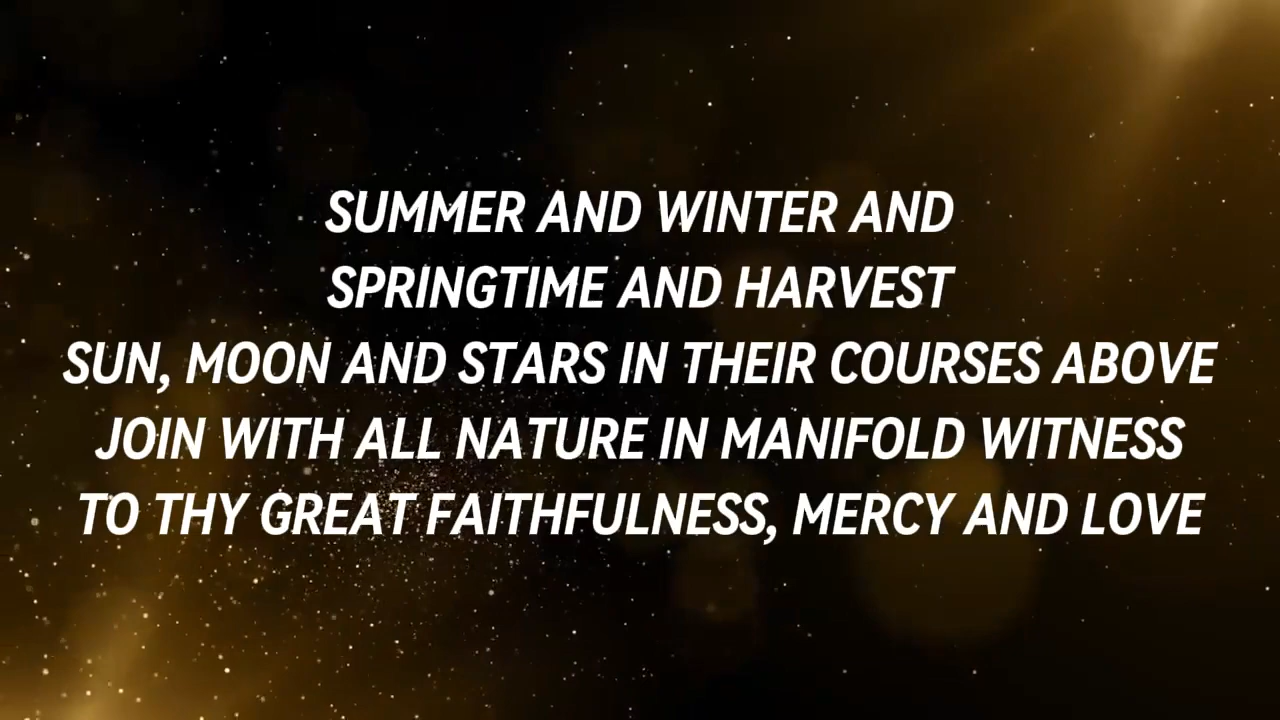 SUMMER AND WINTER AND
SPRINGTIME AND HARVEST
SUN, MOON AND STARS IN THEIR COURSES ABOVE
JOIN WITH ALL NATURE IN MANIFOLD WITNESS
TO THY GREAT FAITHFULNESS, MERCY AND LOVE